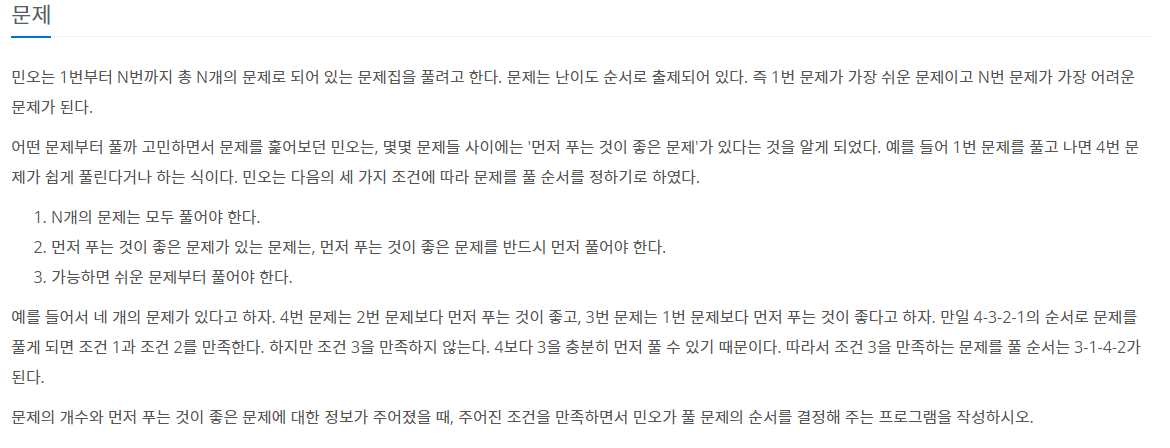 문제
민오는 1번부터 N번까지 총 N개의 문제로 되어 있는 문제집을 풀려고 한다. 문제는 난이도 순서로 출제되어 있다. 즉 1번 문제가 가장 쉬운 문제이고 N번 문제가 가장 어려운
문제가 된다.
어떤 문제부터 풀까 고민하면서 문제를 훑어보던 민오는, 몇몇 문제들 사이에는 '먼저 푸는 것이 좋은 문제'가 있다는 것을 알게 되었다. 예를 들어 1번 문제를 풀고 나면 4번 문
제가 쉽게 풀린다거나 하는 식이다. 민오는 다음의 세 가지 조건에 따라 문제를 풀 순서를 정하기로 하였다.
1. N개의 문제는 모두 풀어야 한다.
2. 먼저 푸는 것이 좋은 문제가 있는 문제는, 먼저 푸는 것이 좋은 문제를 반드시 먼저 풀어야 한다.
3. 가능하면 쉬운 문제부터 풀어야 한다.
예를 들어서 네 개의 문제가 있다고 하자. 4번 문제는 2번 문제보다 먼저 푸는 것이 좋고, 3번 문제는 1번 문제보다 먼저 푸는 것이 좋다고 하자. 만일 4-3-2-1의 순서로 문제를
풀게 되면 조건 1과 조건 2를 만족한다. 하지만 조건 3을 만족하지 않는다. 4보다 3을 충분히 먼저 풀 수 있기 때문이다. 따라서 조건 3을 만족하는 문제를 풀 순서는 3-1-4-2가
된다.
문제의 개수와 먼저 푸는 것이 좋은 문제에 대한 정보가 주어졌을 때, 주어진 조건을 만족하면서 민오가 풀 문제의 순서를 결정해 주는 프로그램을 작성하시오.